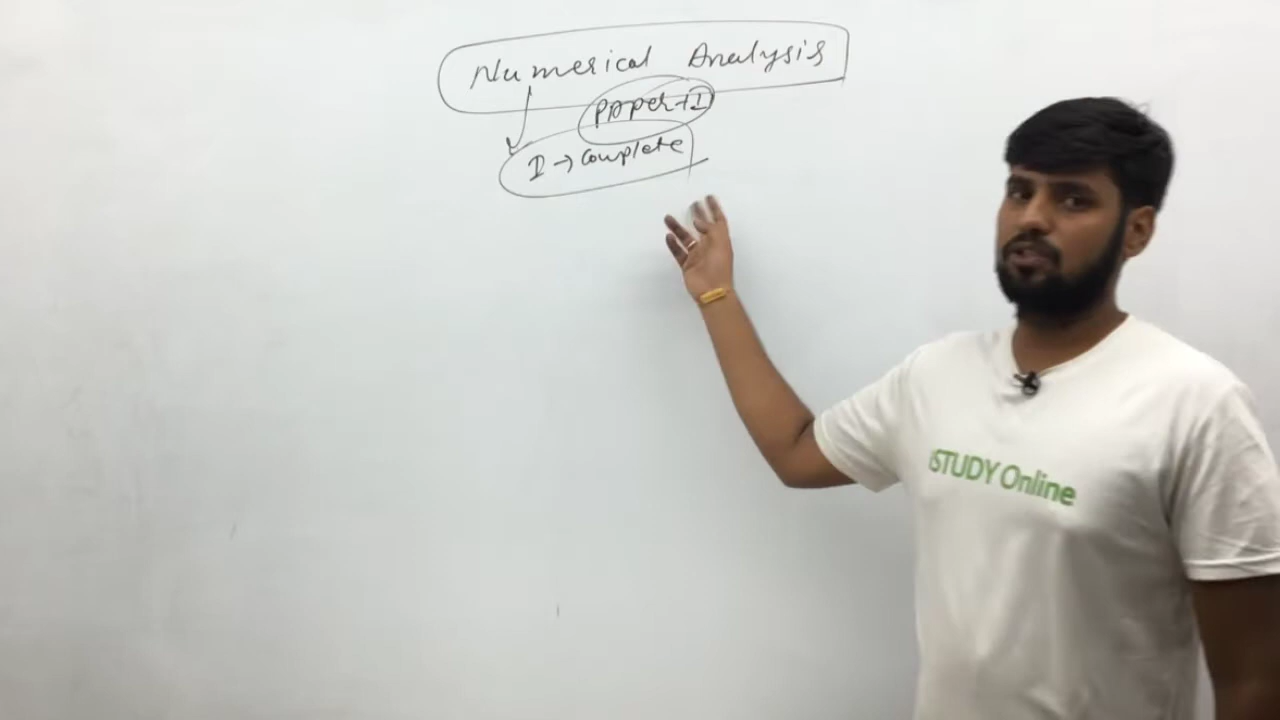 Numerical Analysis
Paper-I
I → Complete
iSTUDY Online